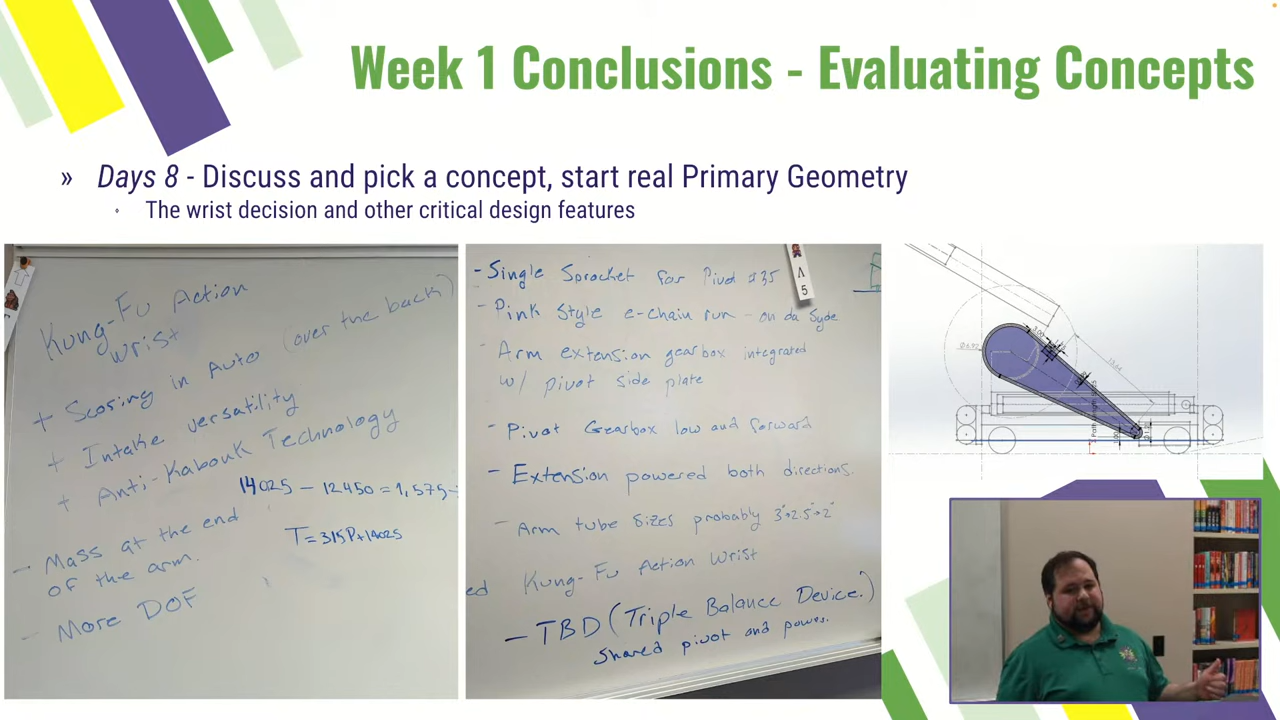 Week 1 Conclusions - Evaluating Concepts
» Days 8 - Discuss and pick a concept, start real Primary Geometry
The wrist decision and other critical design features
Kung-Fu Action
Wrist
+ Scoring in Auto (over the back)
+ Intake versatility
+ Anti-Kabonk Technology
14025 - 12450 = 1,575
T = 315P + 14025
- Mass at the end
of the arm.
- More DOF
- Single Sprocket for Pivot #35
- Pink Style e-chain run - on da Syde
- Arm extension gearbox integrated
w/ pivot side plate
- Pivot Gearbox low and forward
- Extension powered both directions.
- Arm tube sizes probably 3"→2.5"→2"
Kung-Fu Action Wrist
- TBD (Triple Balance Device.)
Shared pivot and power.
5